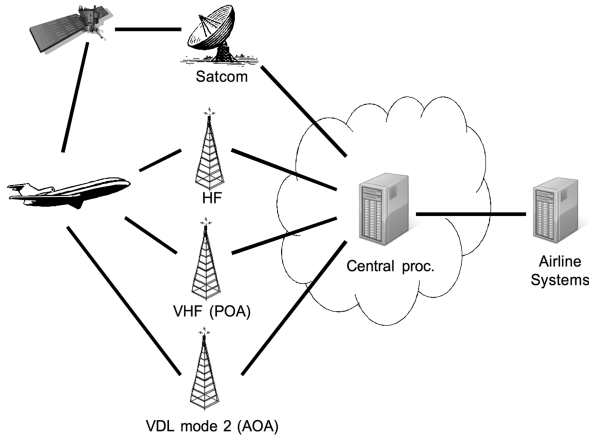 Satcom
HF
VHF (POA)
VDL mode 2 (AOA)
Central proc.
Airline
Systems